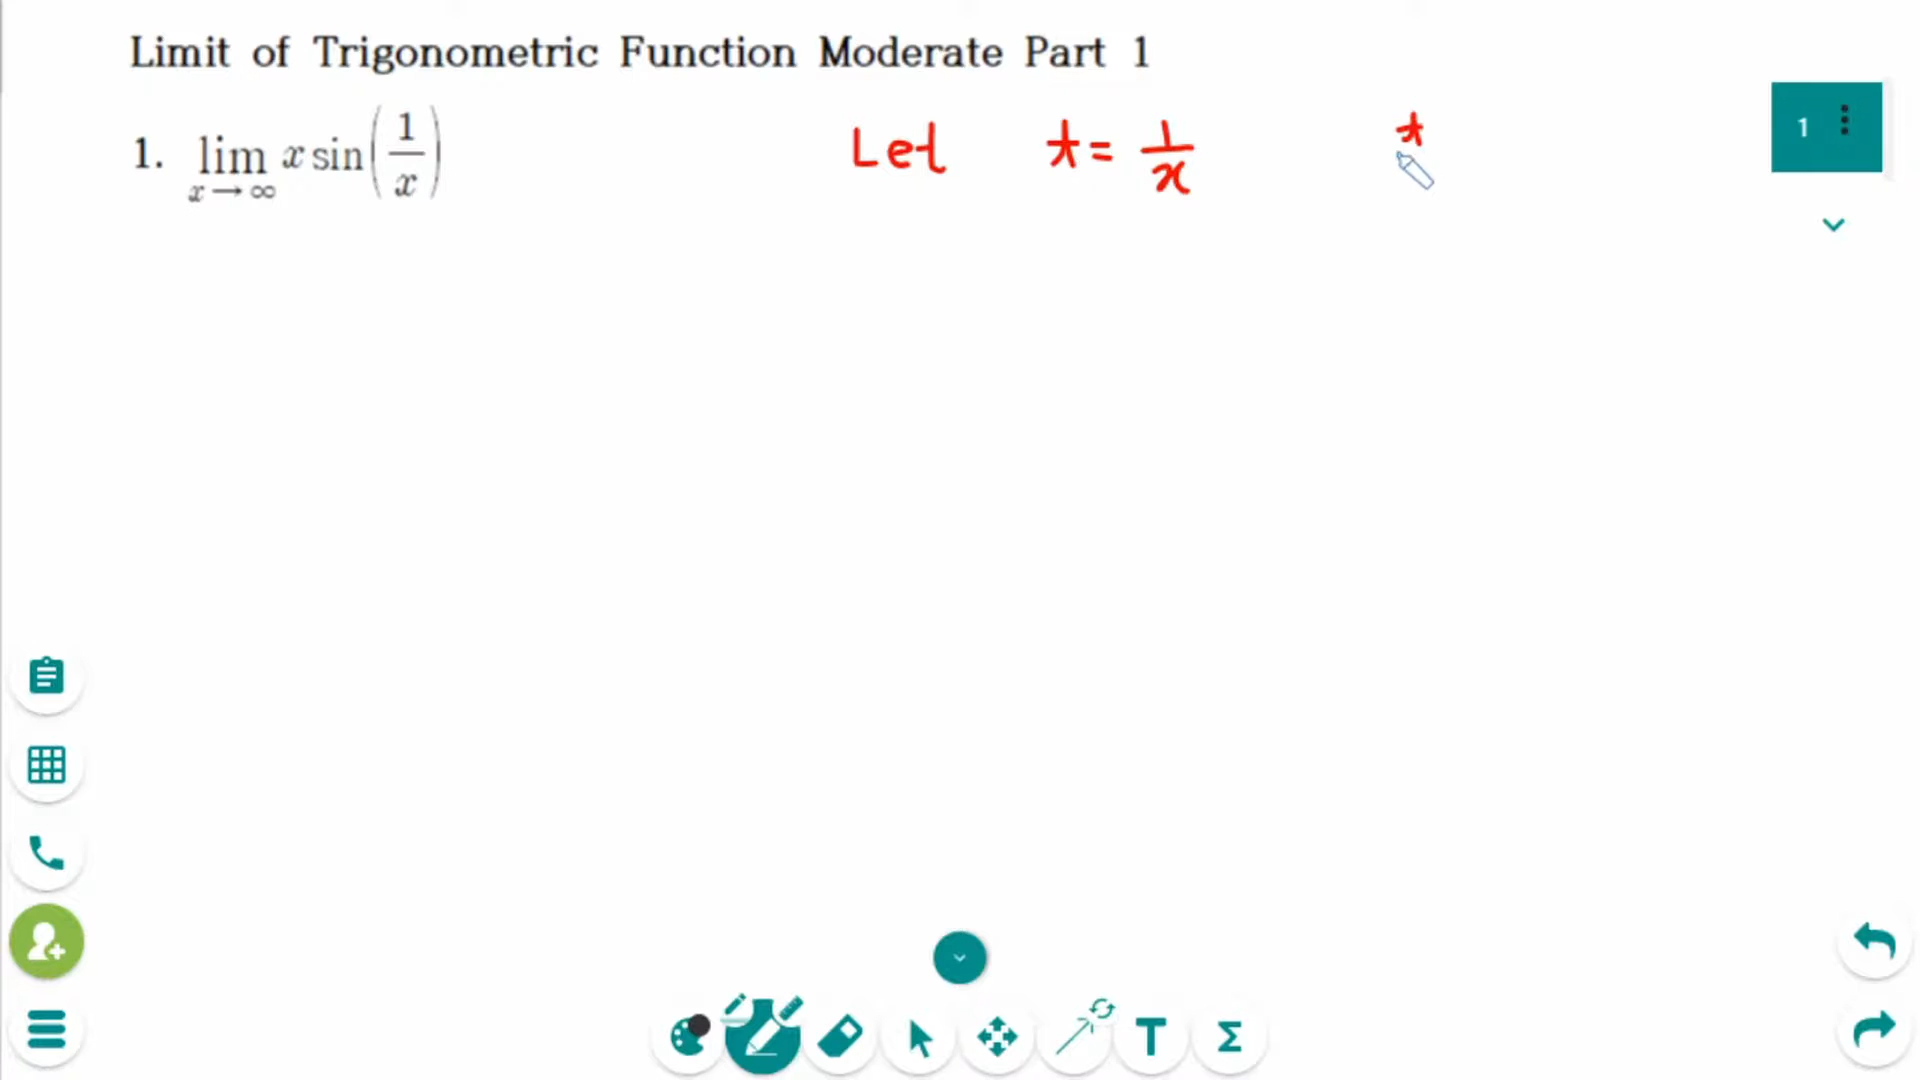 Limit of Trigonometric Function Moderate Part 1
1. lim x→∞ x sin(1/x) Let t = 1/x t
1
T Σ